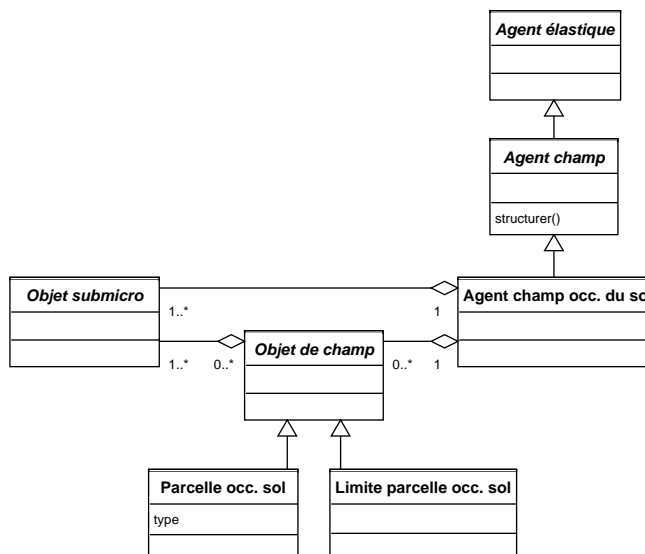 Agent élastique
Agent champ
structurer()
Objet submicro
Agent champ occ. du so
1..*
1
Objet de champ
1..*
0..*
0..*
1
Parcelle occ. sol
Limite parcelle occ. sol
type